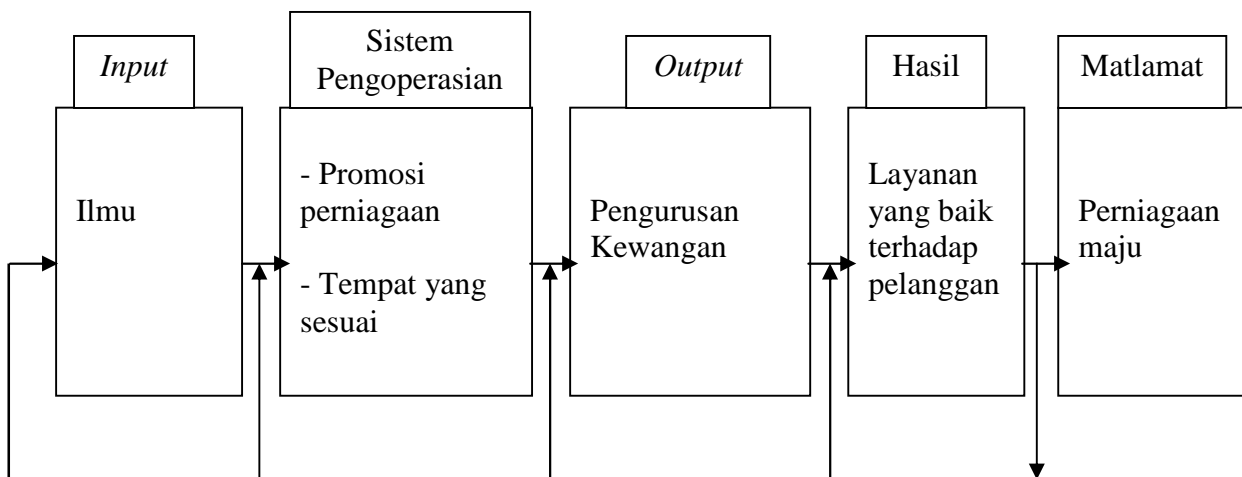 Input
Sistem
Pengoperasian
Output
Hasil
Matlamat
Ilmu
- Promosi
perniagaan
- Tempat yang
sesuai
Pengurusan
Kewangan
Layanan
yang baik
terhadap
pelanggan
Perniagaan
maju